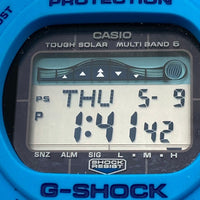 PROTECTION
CASIO
TOUGH SOLAR MULTI BAND 6
PS THU 5-9
P 1:41 42
SNZ ALM SIG L M H
SHOCK RESIST
G-SHOCK